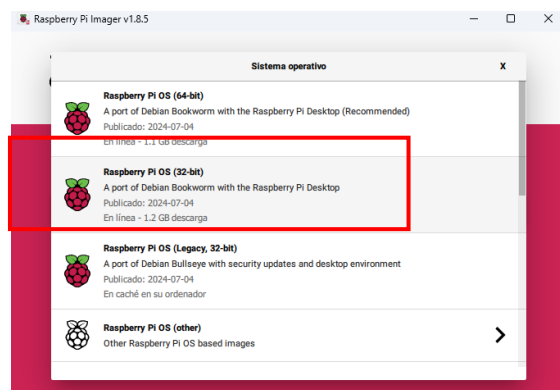 Raspberry Pi Imager v1.8.5
Sistema operativo
X
Raspberry Pi OS (64-bit)
A port of Debian Bookworm with the Raspberry Pi Desktop (Recommended)
Publicado: 2024-07-04
En línea - 1.1 GB descarga
Raspberry Pi OS (32-bit)
A port of Debian Bookworm with the Raspberry Pi Desktop
Publicado: 2024-07-04
En línea - 1.2 GB descarga
Raspberry Pi OS (Legacy, 32-bit)
A port of Debian Bullseye with security updates and desktop environment
Publicado: 2024-07-04
En caché en su ordenador
Raspberry Pi OS (other)
Other Raspberry Pi OS based images